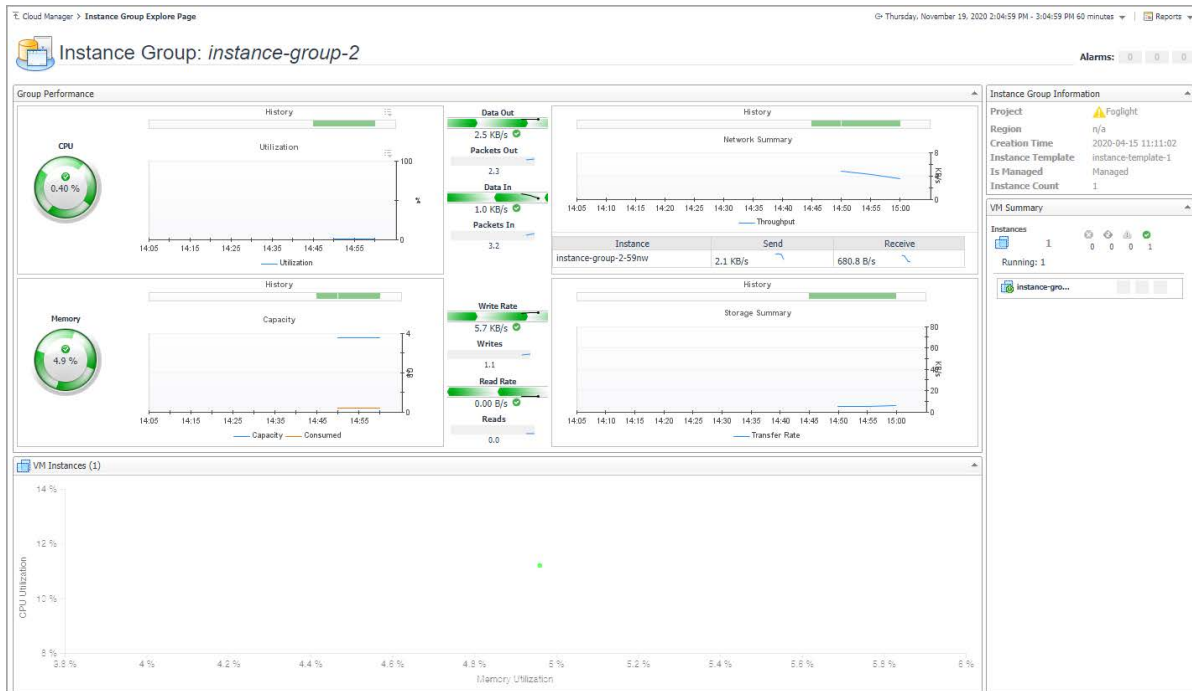 Cloud Manager > Instance Group Explore Page
Thursday, November 19, 2020 2:04:59 PM - 3:04:59 PM 60 minutes
Reports
Instance Group: instance-group-2
Alarms: 0 0 0
Group Performance
CPU
0.40 %
History
Utilization
100
0
14:05 14:15 14:25 14:35 14:45 14:55
Utilization
Data Out
2.5 KB/s
Packets Out
2.3
Data In
1.0 KB/s
Packets In
3.2
History
Network Summary
8
KB/s
0
14:05 14:10 14:15 14:20 14:25 14:30 14:35 14:40 14:45 14:50 14:55 15:00
Throughput
Instance Send Receive
instance-group-2-59nw 2.1 KB/s 680.8 B/s
Memory
4.9 %
History
Capacity
4
0
14:05 14:15 14:25 14:35 14:45 14:55
Capacity Consumed
Write Rate
5.7 KB/s
Writes
1.1
Read Rate
0.00 B/s
Reads
0.0
History
Storage Summary
80
60
40
KB/s
20
0
14:05 14:10 14:15 14:20 14:25 14:30 14:35 14:40 14:45 14:50 14:55 15:00
Transfer Rate
Instance Group Information
Project Foglight
Region n/a
Creation Time 2020-04-15 11:11:02
Instance Template instance-template-1
Is Managed Managed
Instance Count 1
VM Summary
Instances
1
0 0 0 1
Running: 1
instance-gro...
VM Instances (1)
14 %
12 %
10 %
8 %
CPU Utilization
3.8 % 4 % 4.2 % 4.4 % 4.6 % 4.8 % 5 % 5.2 % 5.4 % 5.6 % 5.8 % 6 %
Memory Utilization